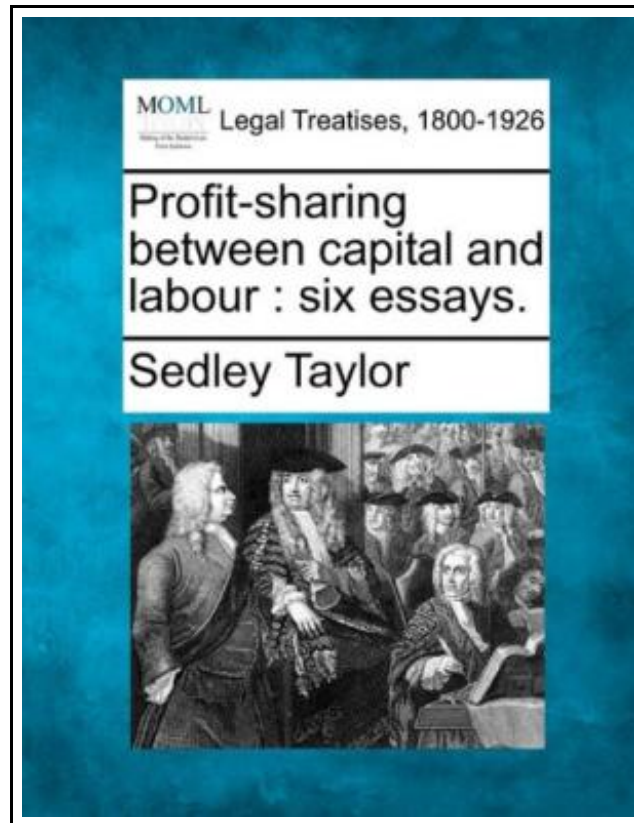 MOML
Legal Treatises, 1800-1926
Profit-sharing
between capital and
labour : six essays.
Sedley Taylor